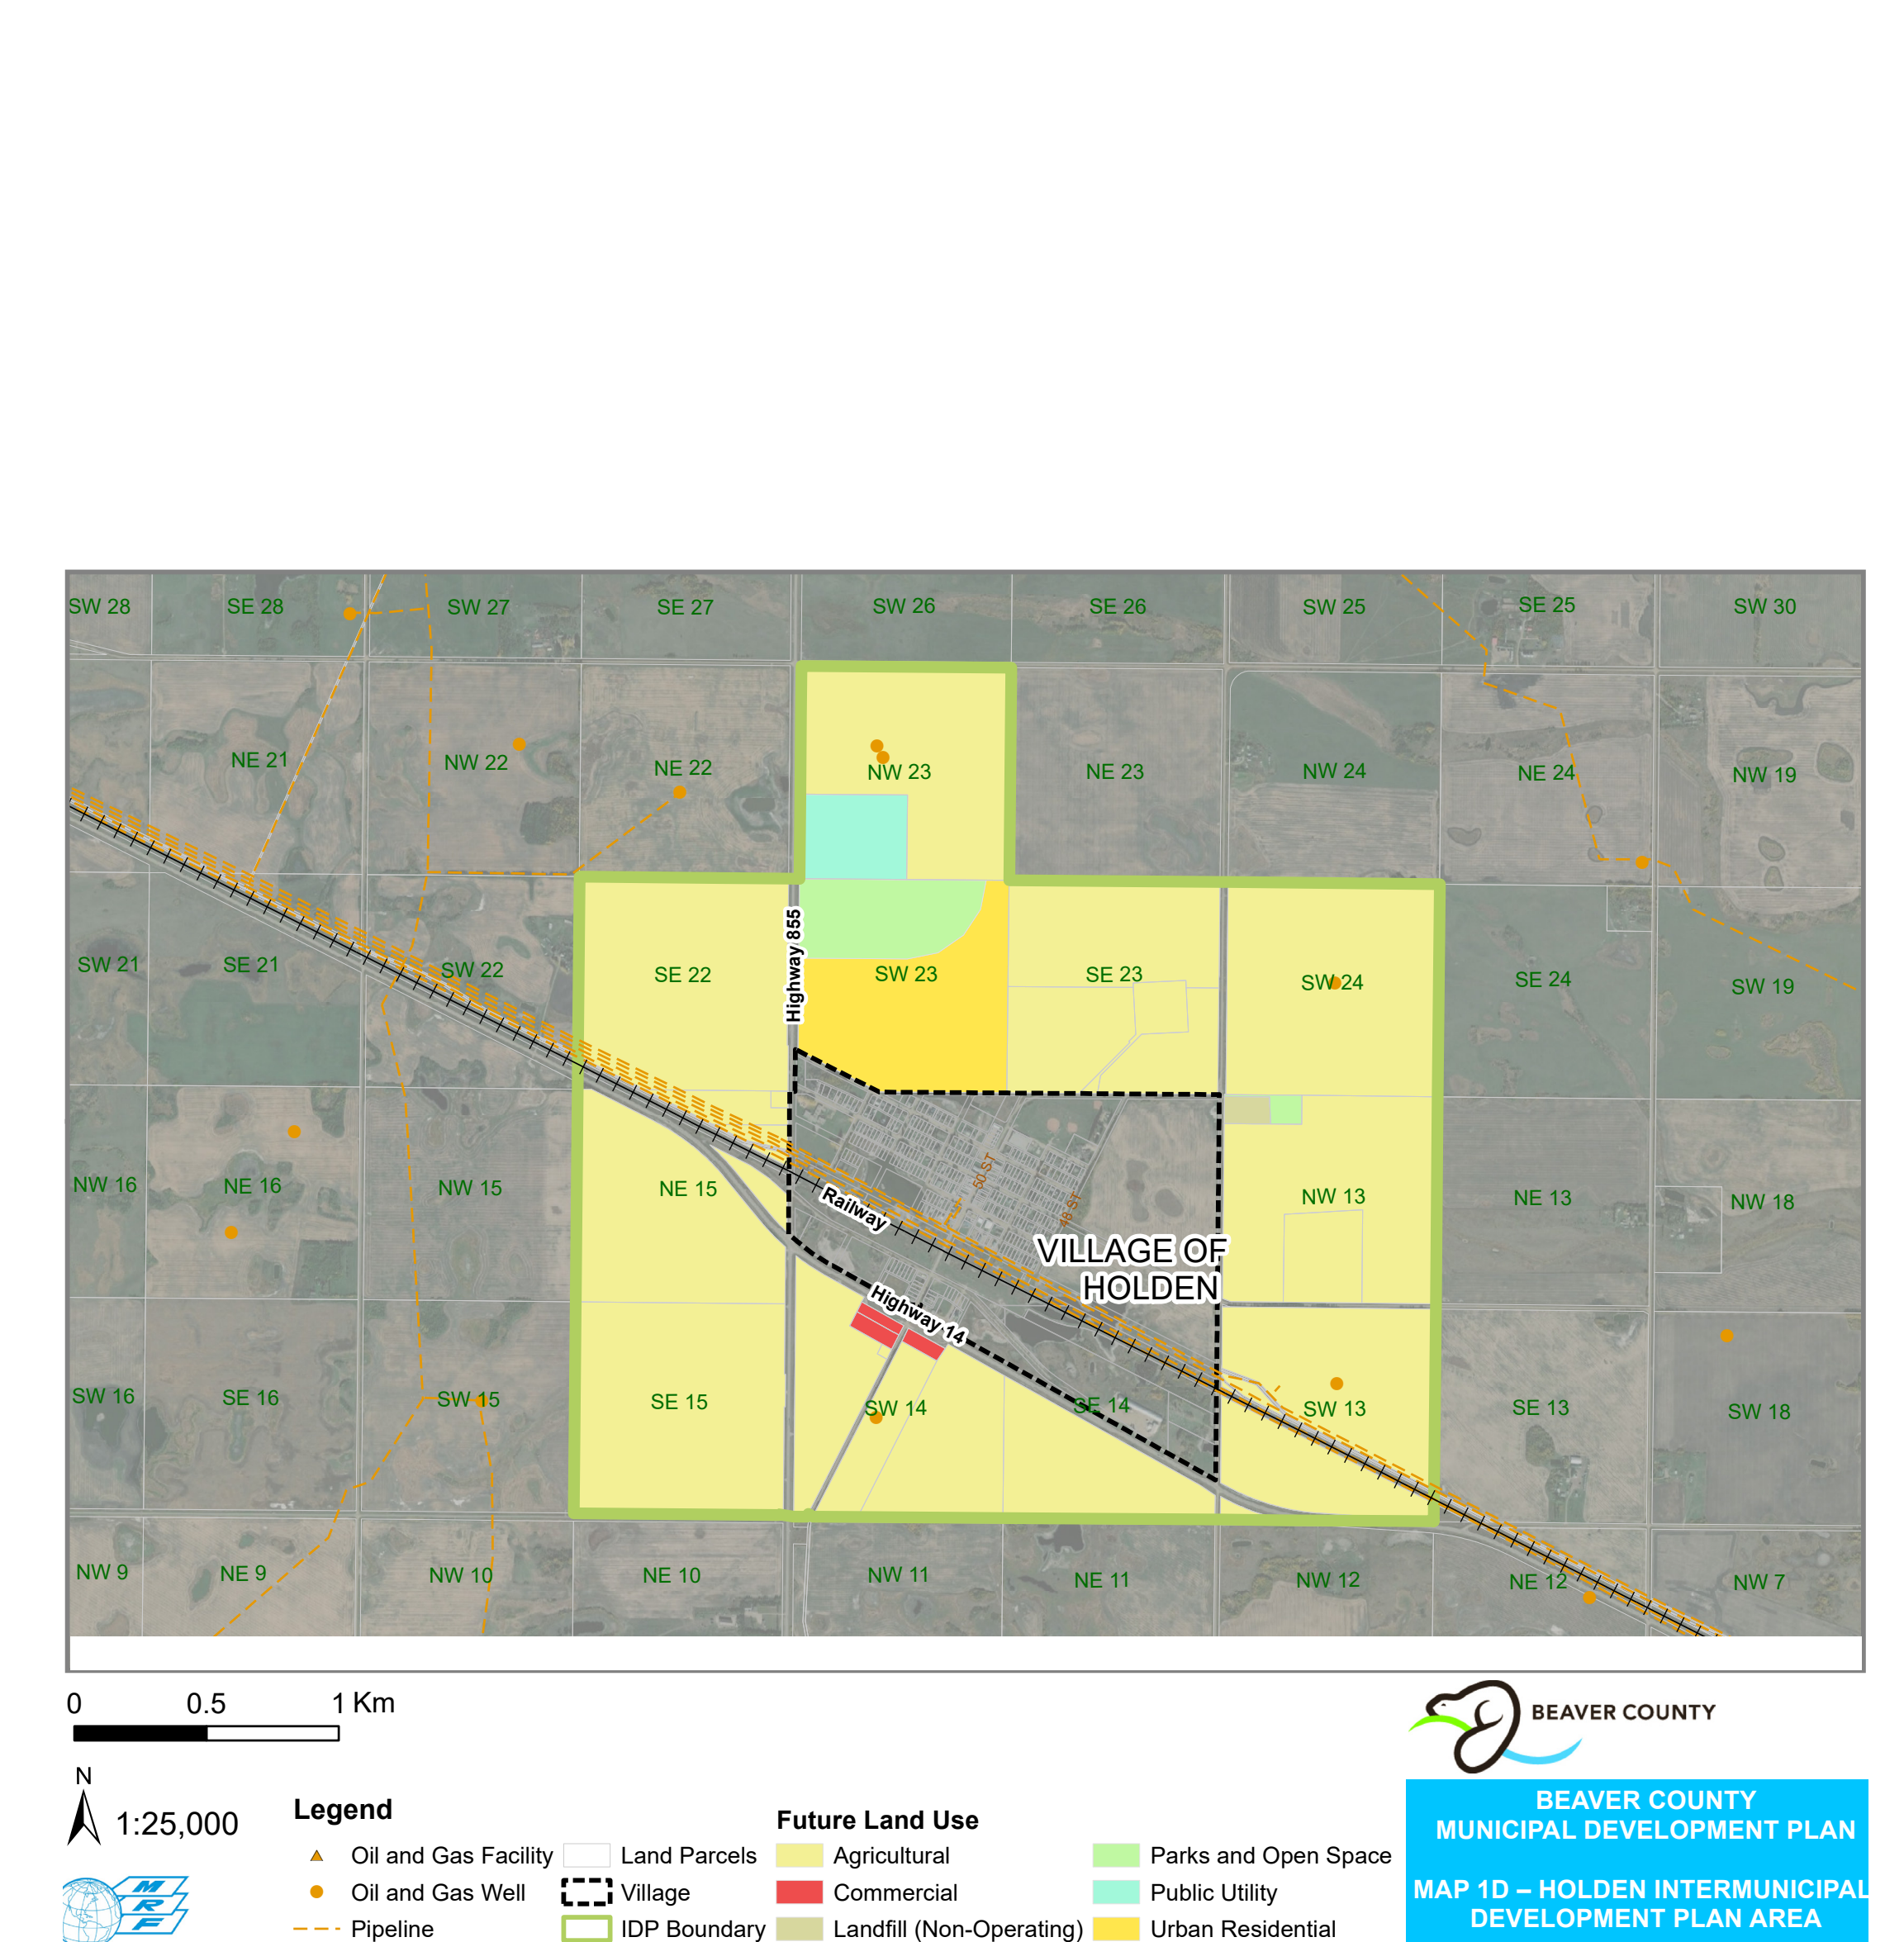 SW 28
SE 28
SW 27
SE 27
SW 26
SE 26
SW 25
SE 25
SW 30
NE 21
NW 22
NE 22
NW 23
NE 23
NW 24
NE 24
NW 19
SW 21
SE 21
SW 22
SE 22
Highway 855
SW 23
SE 23
SW 24
SE 24
SW 19
NW 16
NE 16
NW 15
NE 15
Railway
50 ST
48 ST
NW 13
NE 13
NW 18
VILLAGE OF
HOLDEN
Highway 14
SW 16
SE 16
SW 15
SE 15
SW 14
SE 14
SW 13
SE 13
SW 18
NW 9
NE 9
NW 10
NE 10
NW 11
NE 11
NW 12
NE 12
NW 7
0 0.5 1 Km
N
1:25,000
MRF
Legend
Oil and Gas Facility
Oil and Gas Well
Pipeline
Land Parcels
Village
IDP Boundary
Future Land Use
Agricultural
Commercial
Landfill (Non-Operating)
Parks and Open Space
Public Utility
Urban Residential
BEAVER COUNTY
BEAVER COUNTY
MUNICIPAL DEVELOPMENT PLAN
MAP 1D – HOLDEN INTERMUNICIPAL
DEVELOPMENT PLAN AREA